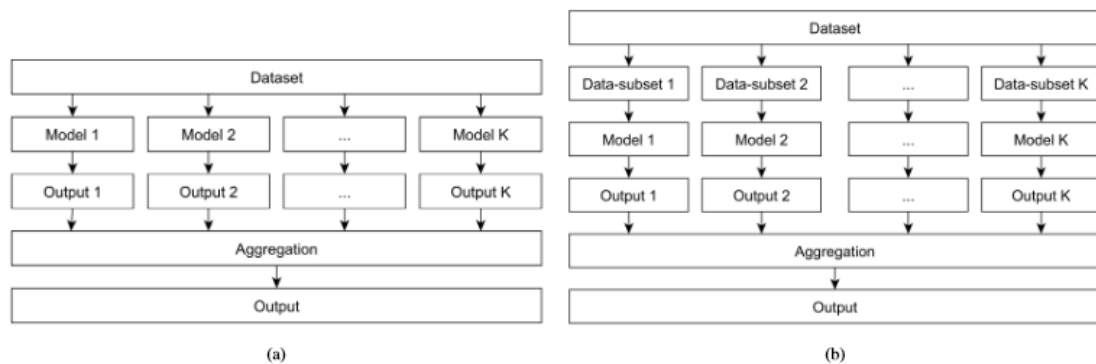 Dataset
Model 1 Model 2 ... Model K
Output 1 Output 2 ... Output K
Aggregation
Output
(a)
Dataset
Data-subset 1 Data-subset 2 ... Data-subset K
Model 1 Model 2 ... Model K
Output 1 Output 2 ... Output K
Aggregation
Output
(b)